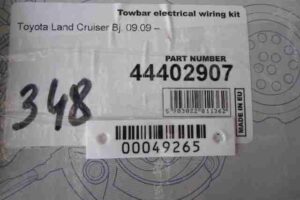 Towbar electrical wiring kit
Toyota Land Cruiser Bj. 09.09 –
PART NUMBER
44402907
348
MADE IN EU
00049265